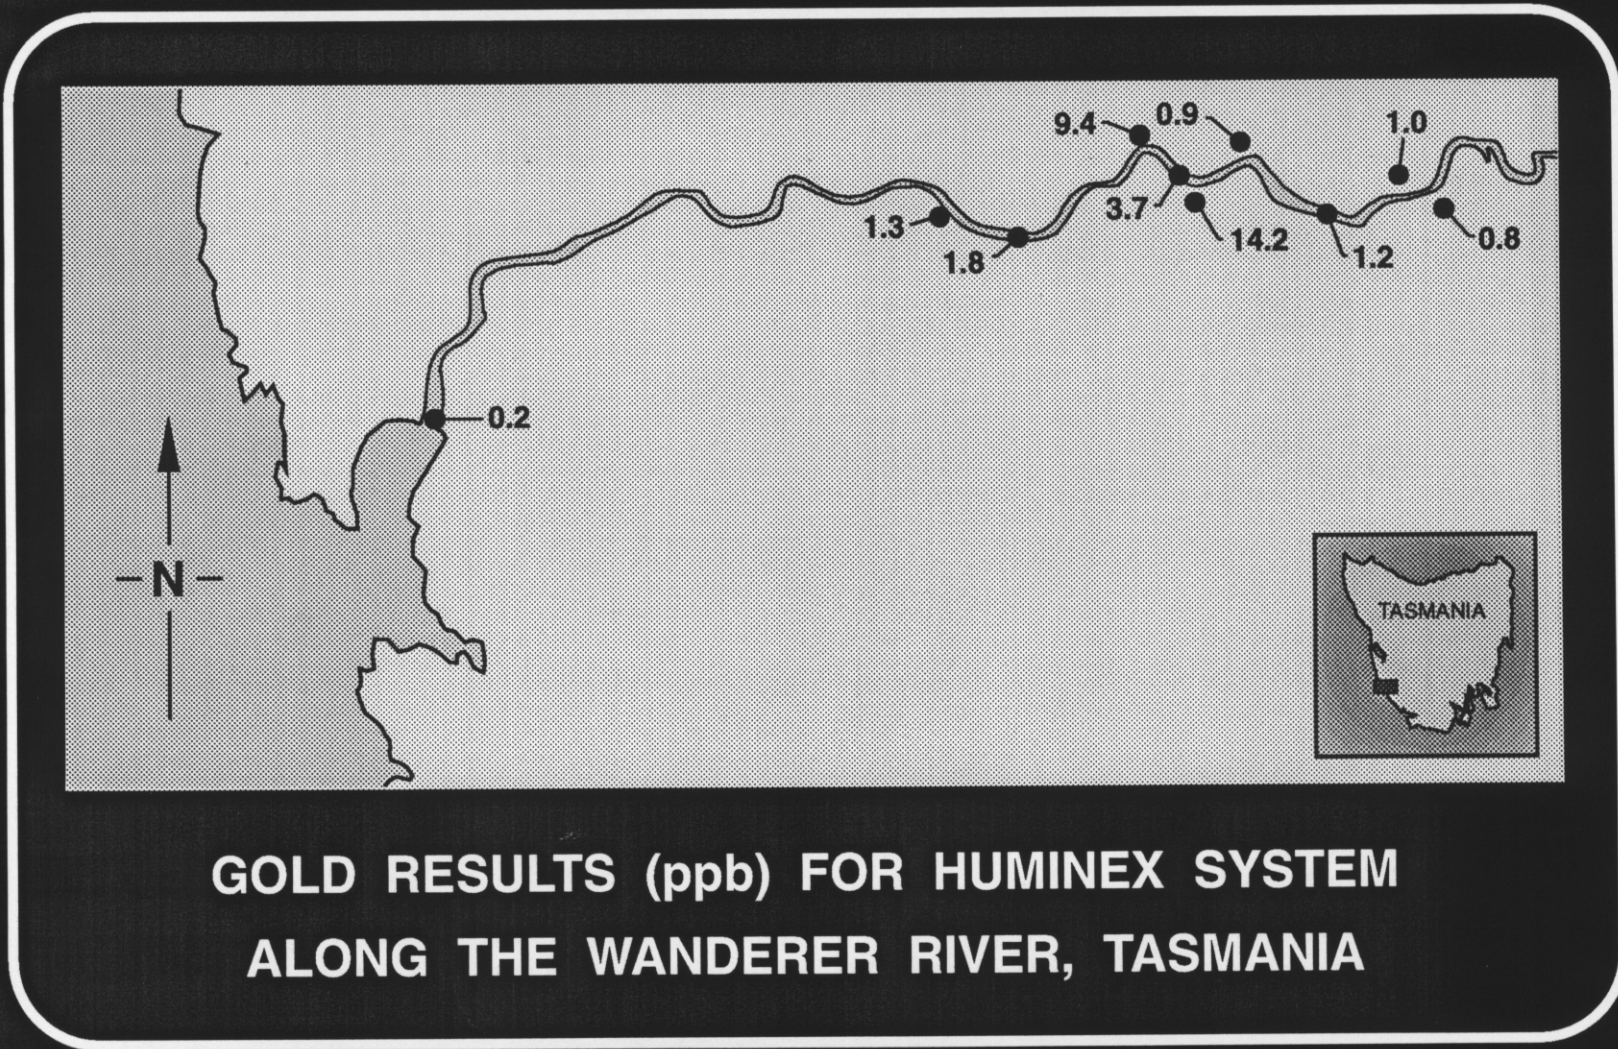 9.4
0.9
1.0
1.3
1.8
3.7
14.2
1.2
0.8
0.2
N
TASMANIA
GOLD RESULTS (ppb) FOR HUMINEX SYSTEM
ALONG THE WANDERER RIVER, TASMANIA